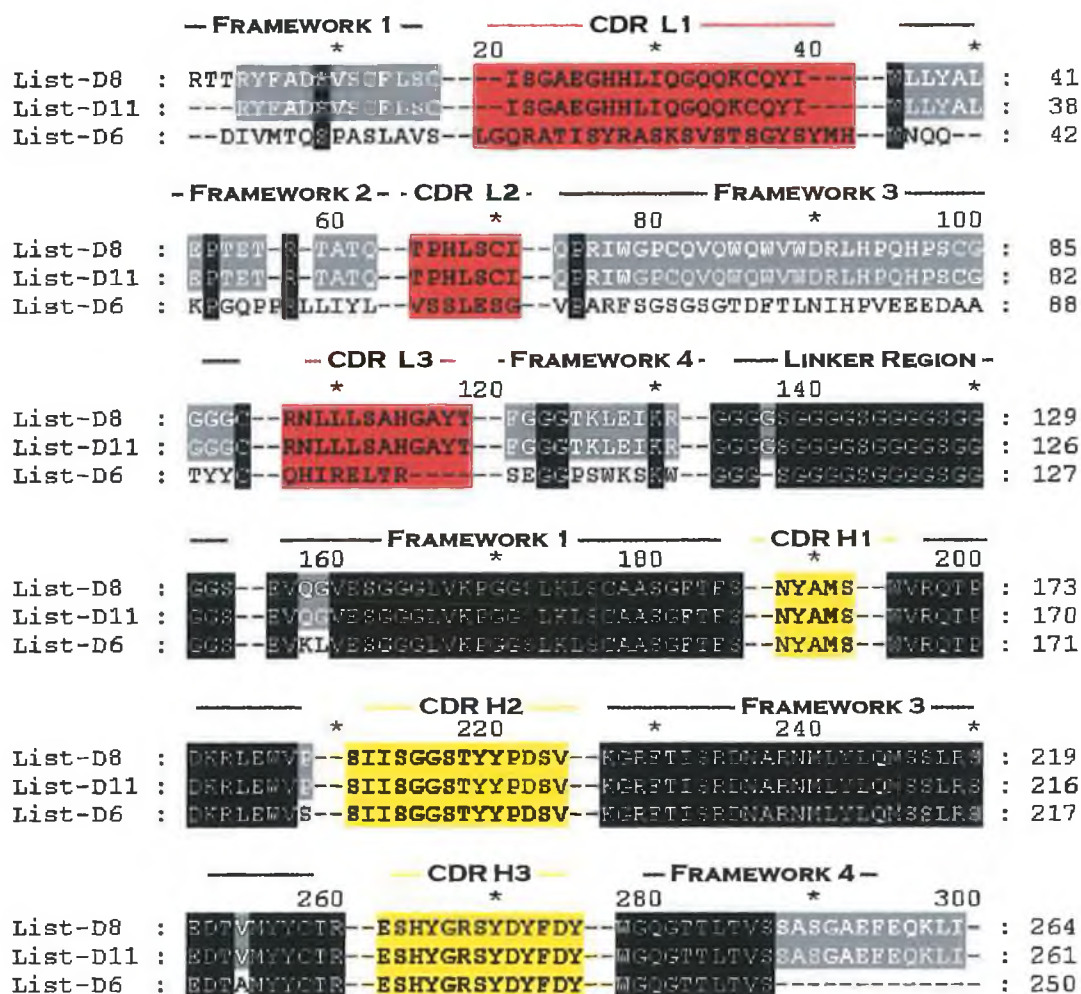 FRAMEWORK 1 CDR L1
* 20 * 40 *
List-D8 : RTTRYFAD*VSCFLSC---ISGAEGHHLIQGQQKCQYI---WLLYAL : 41
List-D11 : ---RYFADSVSCFLSC---ISGAEGHHLIQGQQKCQYI---WLLYAL : 38
List-D6 : --DIVMTQSPASLAVS--LGQRATISYRASKSVSTSGYSYMH--WNQQ-- : 42
- FRAMEWORK 2 - - CDR L2 - FRAMEWORK 3
60 * 80 * 100
List-D8 : EPTET-R-TATQ--TPHLSCI--QPRIWGPCQVQWQWVWDRLHPQHPSCG : 85
List-D11 : EPTET-R-TATQ--TPHLSCI--QPRIWGPCQVQWQWVWDRLHPQHPSCG : 82
List-D6 : KPGQPPSLLIYL--VSSLESG--VPARFSGSGSGTDFTLNIHPVEEEDAA : 88
-- CDR L3 -- - FRAMEWORK 4 - LINKER REGION -
* 120 * 140 *
List-D8 : GGGC--RNLLLSAHGAYT--FGGGTKLEIKR--GGGGSGGGGSGGGGSGG : 129
List-D11 : GGGC--RNLLLSAHGAYT--FGGGTKLEIKR--GGGGSGGGGSGGGGSGG : 126
List-D6 : TYYC--QHIRELTR------SEGGPSWKSKW--GGG-SGGGGSGGGGSGG : 127
FRAMEWORK 1 CDR H1
160 * 180 * 200
List-D8 : GGS--EVQGVESGGGLVKPGGSLKLSCAASGFTFS--NYAMS--WVRQTP : 173
List-D11 : GGS--EVQGVESGGGLVKPGGSLKLSCAASGFTFS--NYAMS--WVRQTP : 170
List-D6 : GGS--EVKLVESGGGLVKPGGSLKLSCAASGFTFS--NYAMS--WVRQTP : 171
CDR H2 FRAMEWORK 3
* 220 * 240 *
List-D8 : DKRLEWVP--SIISGGSTYYPDSV--KGRFTISRDNARNMLYLQMSSLRS : 219
List-D11 : DKRLEWVP--SIISGGSTYYPDSV--KGRFTISRDNARNMLYLQMSSLRS : 216
List-D6 : DKRLEWVS--SIISGGSTYYPDSV--KGRFTISRDNARNMLYLQMSSLRS : 217
CDR H3 - FRAMEWORK 4 -
260 * 280 * 300
List-D8 : EDTVMYYCTR--ESHYGRSYDYFDY--WGQGTTLTVSSASGAEFEQKLI- : 264
List-D11 : EDTVMYYCTR--ESHYGRSYDYFDY--WGQGTTLTVSSASGAEFEQKLI- : 261
List-D6 : EDTAMYYCTR--ESHYGRSYDYFDY--WGQGTTLTVS------------- : 250